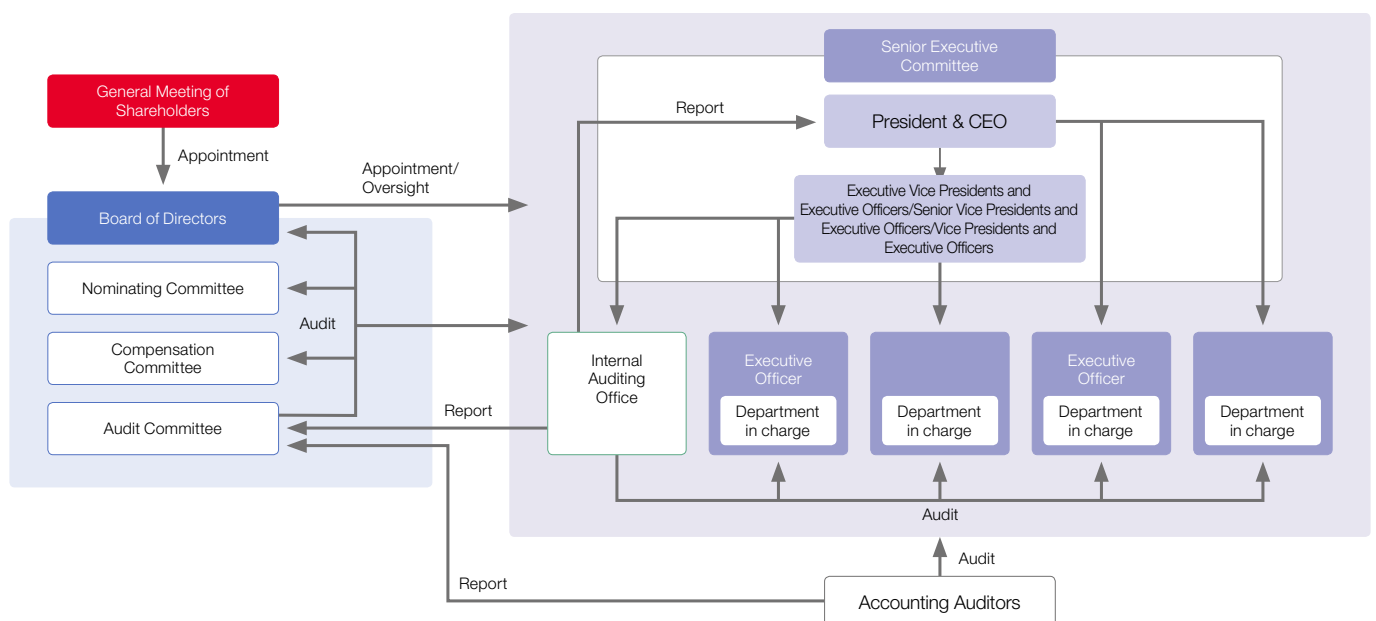 Senior Executive
Committee
General Meeting of
Shareholders
Report
President & CEO
Appointment
Appointment/
Oversight
Executive Vice Presidents and
Executive Officers/Senior Vice Presidents and
Executive Officers/Vice Presidents and
Executive Officers
Board of Directors
Nominating Committee
Audit
Compensation
Committee
Internal
Auditing
Office
Executive
Officer
Executive
Officer
Report
Audit Committee
Department
in charge
Department
in charge
Department
in charge
Department
in charge
Audit
Audit
Report
Accounting Auditors